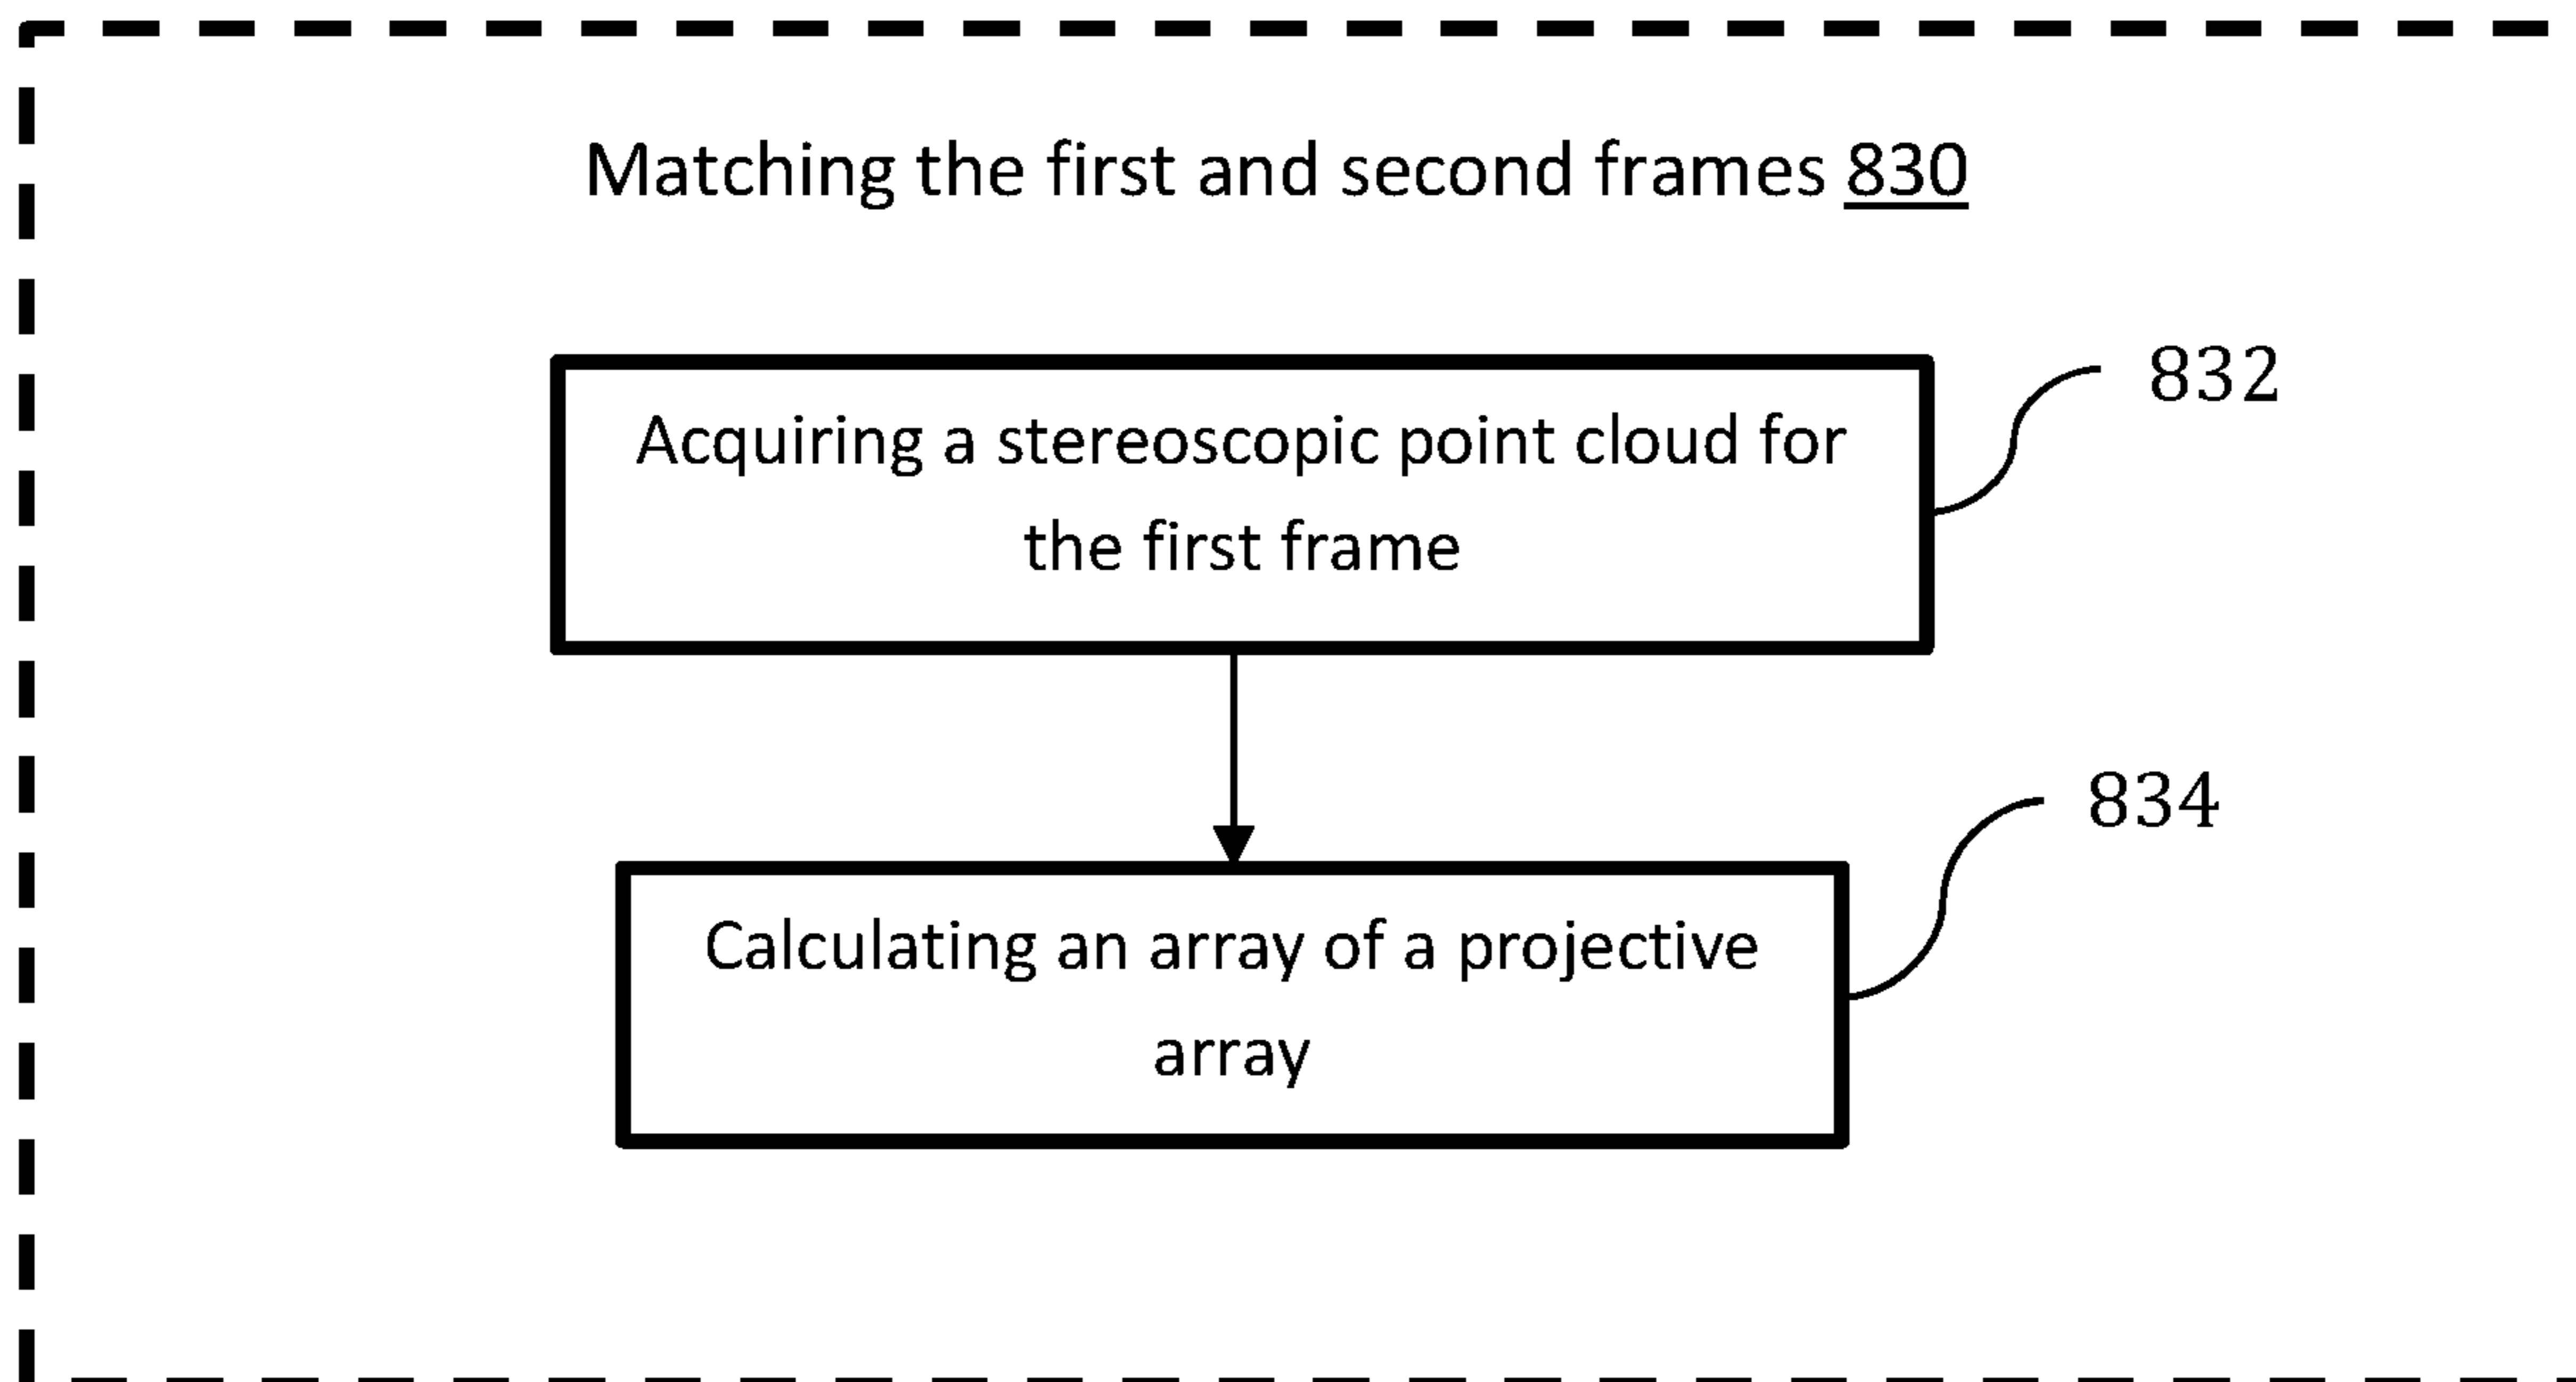 Matching the first and second frames 830
832
Acquiring a stereoscopic point cloud for
the first frame
834
Calculating an array of a projective
array